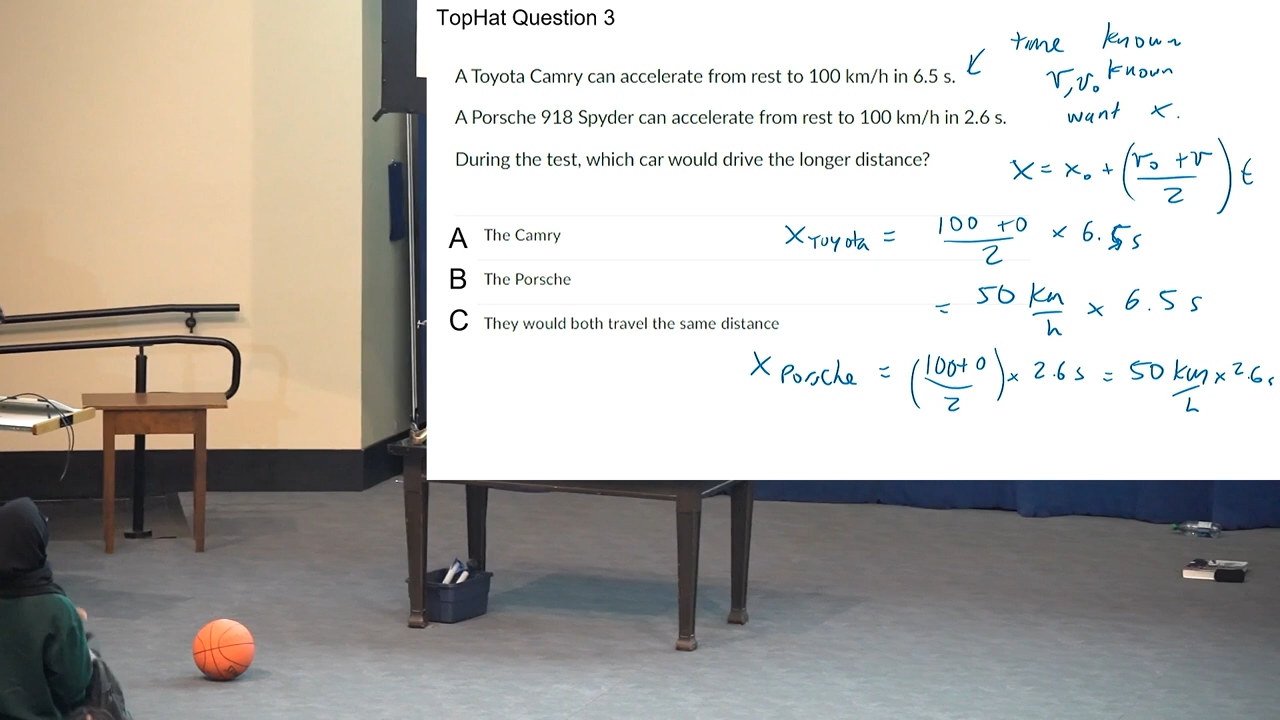 TopHat Question 3
A Toyota Camry can accelerate from rest to 100 km/h in 6.5 s.
A Porsche 918 Spyder can accelerate from rest to 100 km/h in 2.6 s.
During the test, which car would drive the longer distance?
A The Camry
B The Porsche
C They would both travel the same distance
time known
v, v₀ known
want x.
x = x₀ + (v₀ + v / 2) t
x Toyota = 100 + 0 / 2 × 6.5 s
= 50 km/h × 6.5 s
x Porsche = (100 + 0 / 2) × 2.6 s = 50 km/h × 2.6 s